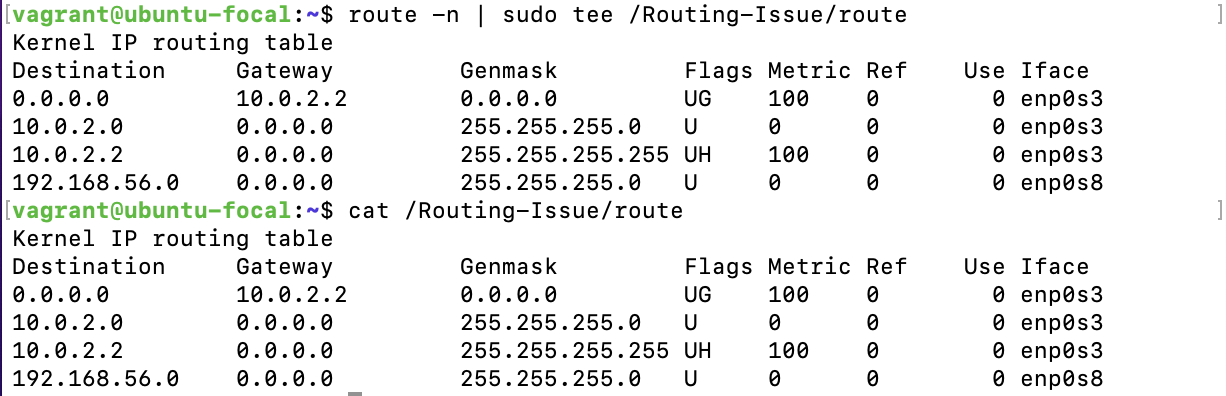 [vagrant@ubuntu-focal:~$ route -n | sudo tee /Routing-Issue/route ]
Kernel IP routing table
Destination     Gateway         Genmask         Flags Metric Ref    Use Iface
0.0.0.0         10.0.2.2        0.0.0.0         UG    100    0        0 enp0s3
10.0.2.0        0.0.0.0         255.255.255.0   U     0      0        0 enp0s3
10.0.2.2        0.0.0.0         255.255.255.255 UH    100    0        0 enp0s3
192.168.56.0    0.0.0.0         255.255.255.0   U     0      0        0 enp0s8
[vagrant@ubuntu-focal:~$ cat /Routing-Issue/route ]
Kernel IP routing table
Destination     Gateway         Genmask         Flags Metric Ref    Use Iface
0.0.0.0         10.0.2.2        0.0.0.0         UG    100    0        0 enp0s3
10.0.2.0        0.0.0.0         255.255.255.0   U     0      0        0 enp0s3
10.0.2.2        0.0.0.0         255.255.255.255 UH    100    0        0 enp0s3
192.168.56.0    0.0.0.0         255.255.255.0   U     0      0        0 enp0s8